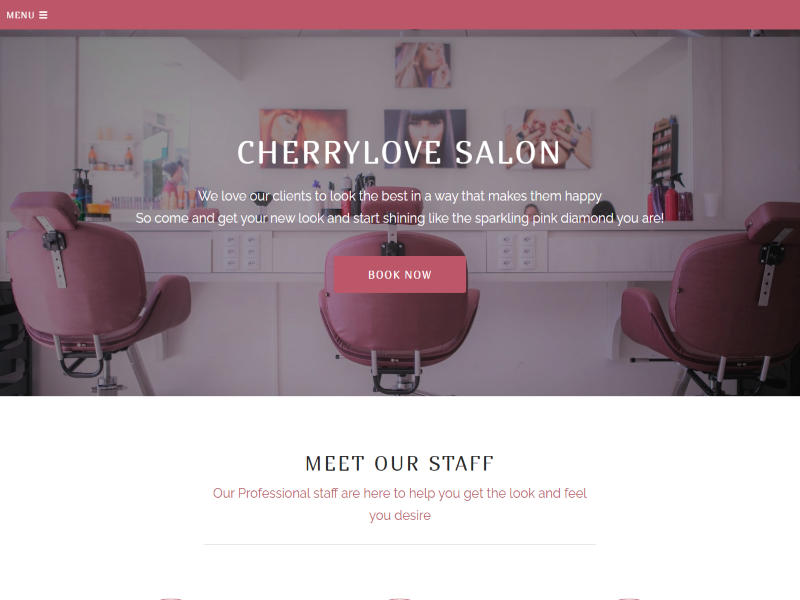 MENU
CHERRYLOVE SALON
We love our clients to look the best in a way that makes them happy
So come and get your new look and start shining like the sparkling pink diamond you are!
BOOK NOW
MEET OUR STAFF
Our Professional staff are here to help you get the look and feel
you desire